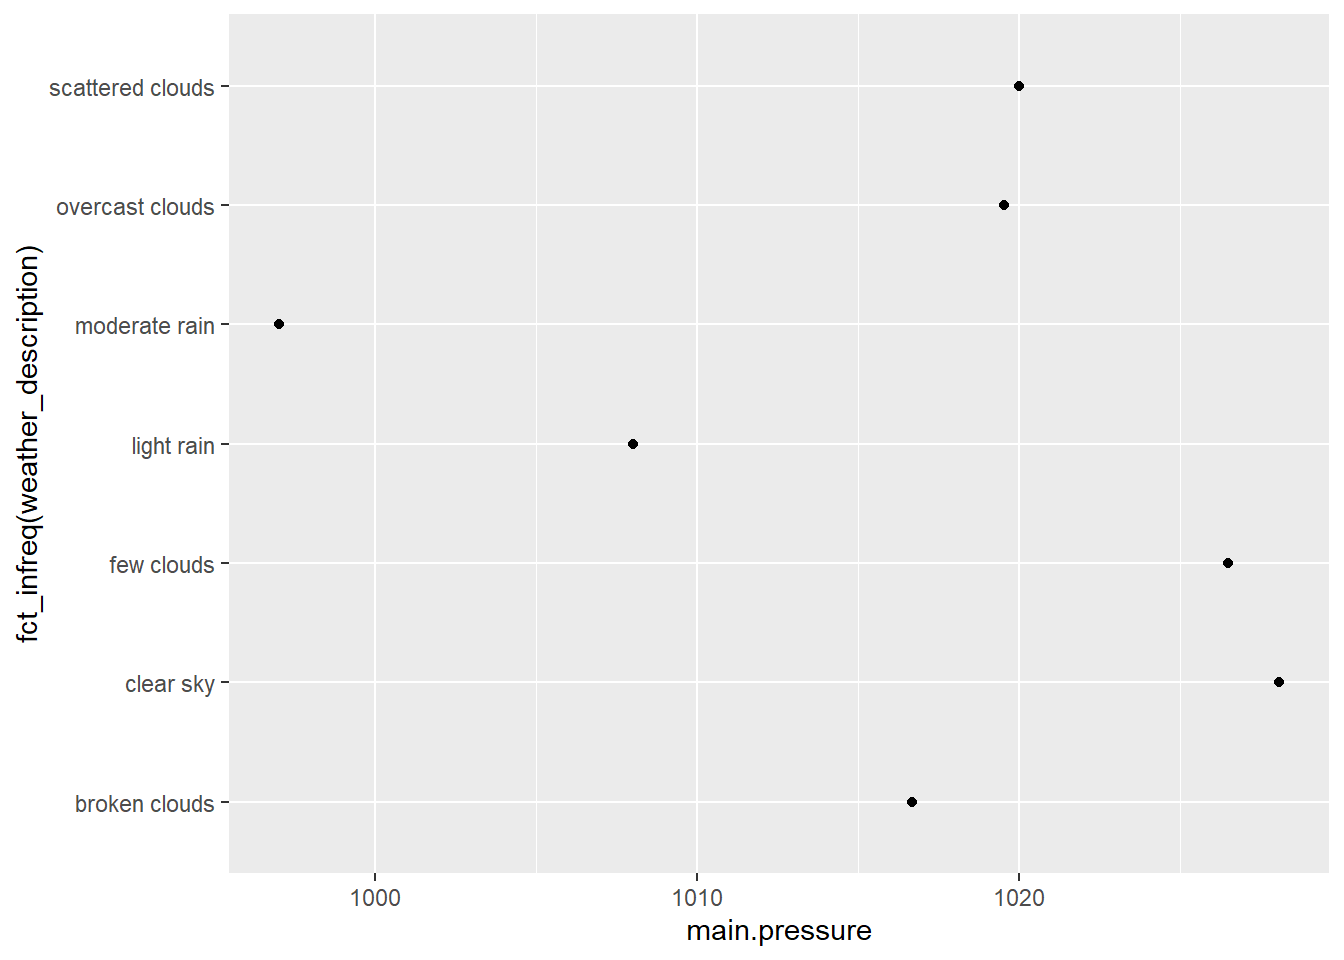 fct_infreq(weather_description)
scattered clouds
overcast clouds
moderate rain
light rain
few clouds
clear sky
broken clouds
1000 1010 1020
main.pressure